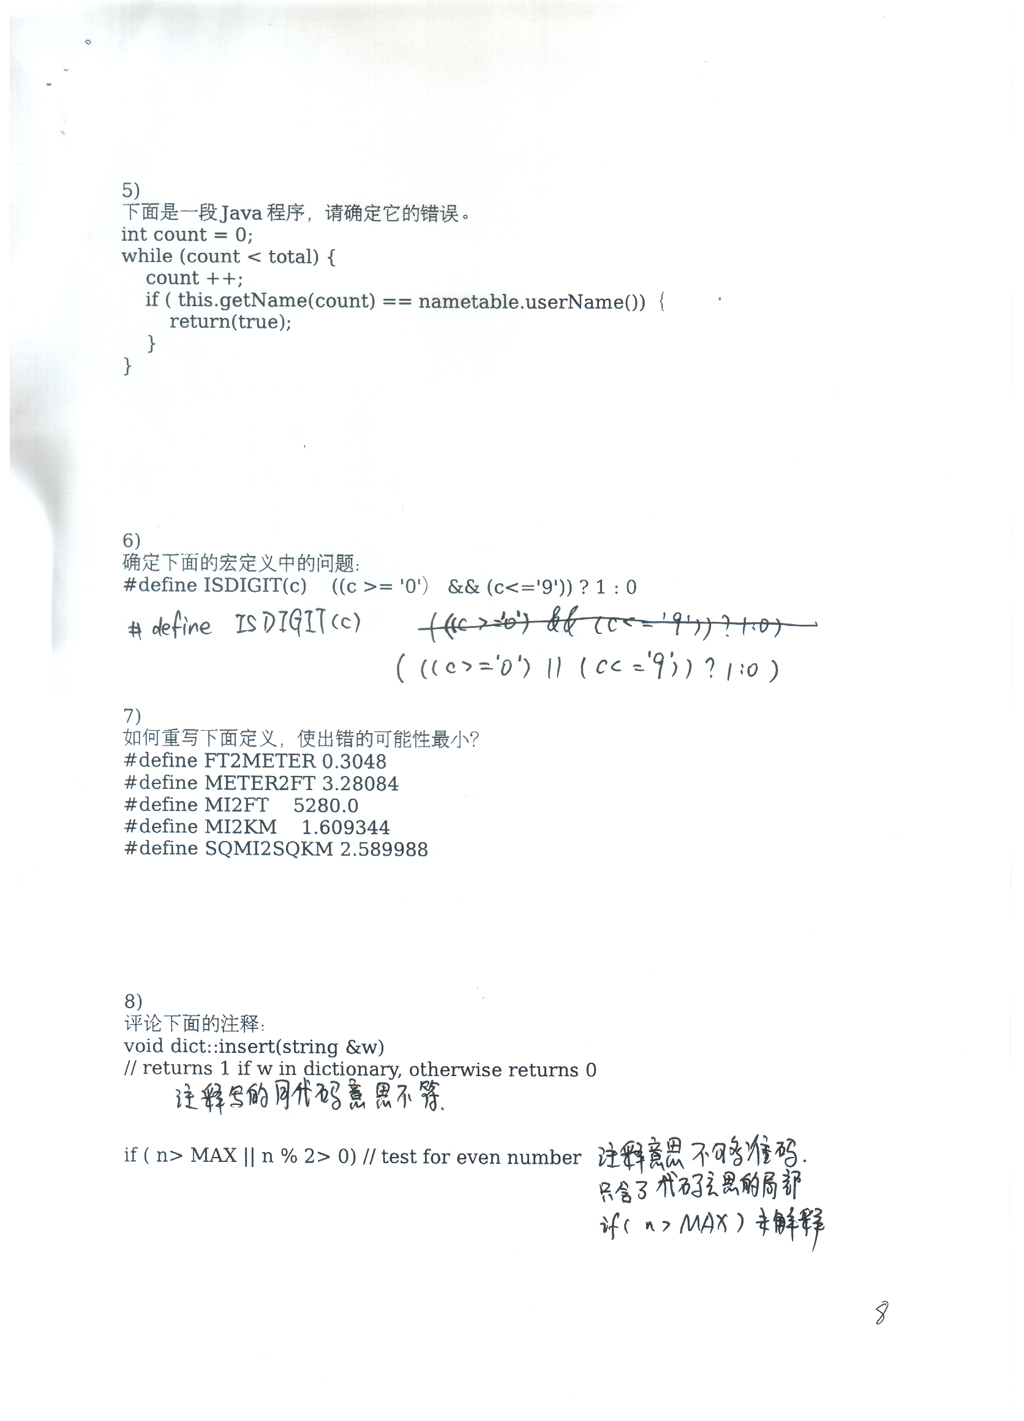 5)
下面是一段Java 程序，请确定它的错误。
int count = 0;
while (count < total) {
count ++;
if ( this.getName(count) == nametable.userName()) {
return(true);
}
}
6)
确定下面的宏定义中的问题:
#define ISDIGIT(c) ((c >= '0') && (c<='9')) ? 1 : 0
# define ISDIGIT(c) (((c >='0') && (c<= '9')) ? 1:0)
(((c>='0') || (c<='9')) ? 1:0)
7)
如何重写下面定义，使出错的可能性最小?
#define FT2METER 0.3048
#define METER2FT 3.28084
#define MI2FT 5280.0
#define MI2KM 1.609344
#define SQMI2SQKM 2.589988
8)
评论下面的注释:
void dict::insert(string &w)
// returns 1 if w in dictionary, otherwise returns 0
注释写的同代码意思不符.
if ( n> MAX || n % 2> 0) // test for even number 注释意思不够准确.
只含了代码意思的局部
if( n > MAX ) 未解释
8